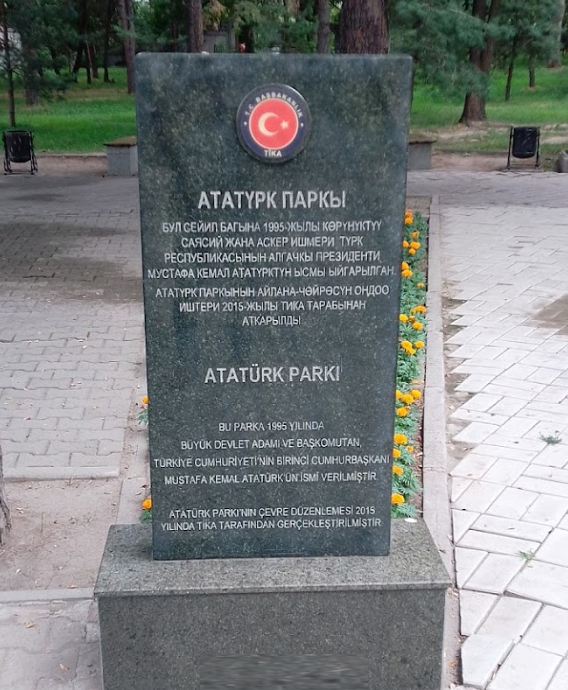 T.C. BAŞBAKANLIK
TİKA
АТАТҮРК ПАРКЫ
БУЛ СЕЙИЛ БАГЫНА 1995-ЖЫЛЫ КӨРҮНҮКТҮҮ
САЯСИЙ ЖАНА АСКЕР ИШМЕРИ ТҮРК
РЕСПУБЛИКАСЫНЫН АЛГАЧКЫ ПРЕЗИДЕНТИ
МУСТАФА КЕМАЛ АТАТҮРКТҮН ЫСМЫ ЫЙГАРЫЛГАН.
АТАТҮРК ПАРКЫНЫН АЙЛАНА-ЧӨЙРӨСҮН ОҢДОО
ИШТЕРИ 2015-ЖЫЛЫ ТИКА ТАРАБЫНАН
АТКАРЫЛДЫ.
ATATÜRK PARKI
BU PARKA 1995 YILINDA
BÜYÜK DEVLET ADAMI VE BAŞKOMUTAN,
TÜRKİYE CUMHURİYETİ'NİN BİRİNCİ CUMHURBAŞKANI
MUSTAFA KEMAL ATATÜRK'ÜN İSMİ VERİLMİŞTİR.
ATATÜRK PARKI'NIN ÇEVRE DÜZENLEMESİ 2015
YILINDA TİKA TARAFINDAN GERÇEKLEŞTİRİLMİŞTİR